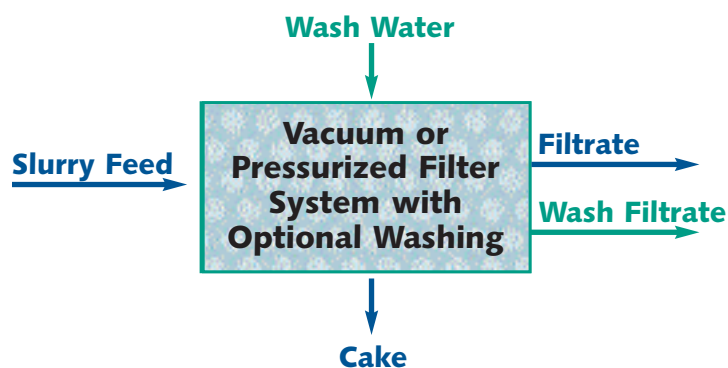 Wash Water
Slurry Feed
Vacuum or
Pressurized Filter
System with
Optional Washing
Filtrate
Wash Filtrate
Cake